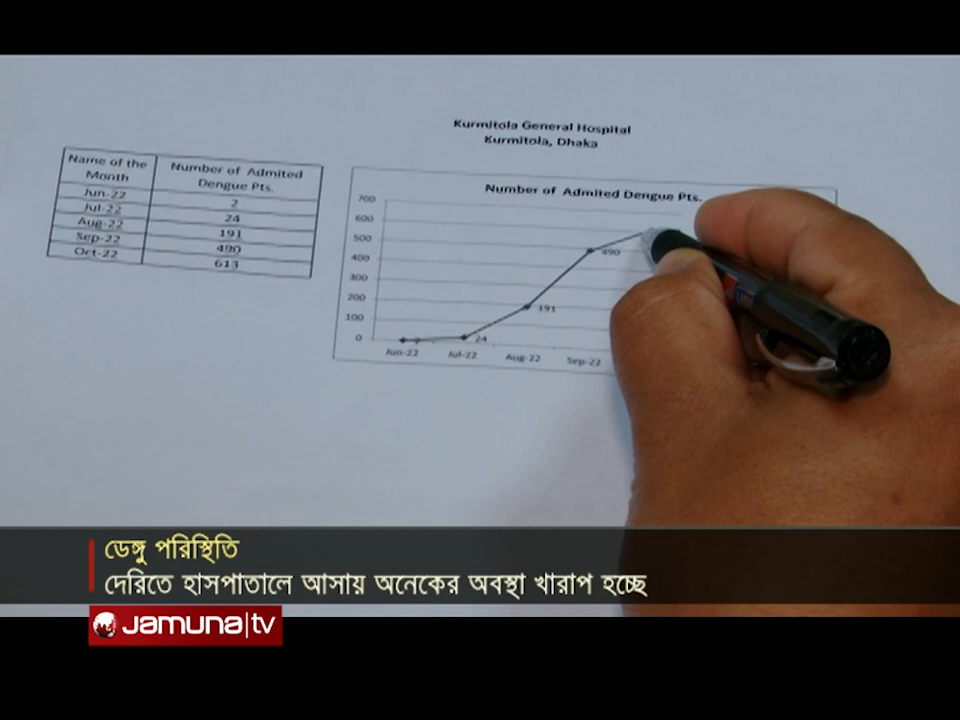 Kurmitola General Hospital
Kurmitola, Dhaka
Name of the Month | Number of Admited Dengue Pts.
Jun-22 | 2
Jul-22 | 24
Aug-22 | 191
Sep-22 | 490
Oct-22 | 613
Number of Admited Dengue Pts.
700
600
500
400
300
200
100
0
490
191
24
Jun-22 Jul-22 Aug-22 Sep-22
ডেঙ্গু পরিস্থিতি
দেরিতে হাসপাতালে আসায় অনেকের অবস্থা খারাপ হচ্ছে
Jamuna|tv